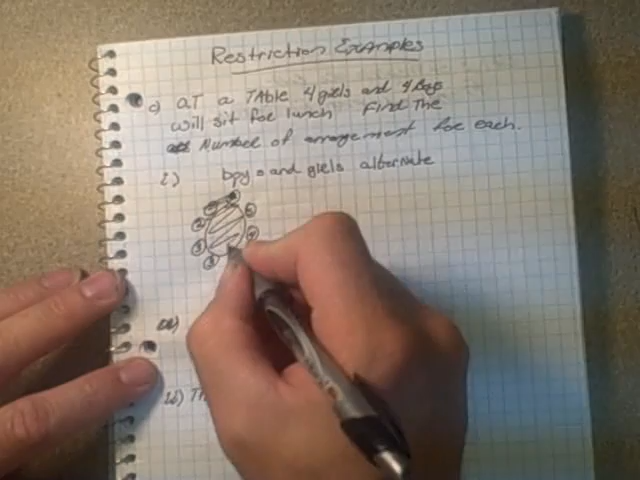 Restriction Examples
c) AT a TAble 4 girls and 4 Boys
will sit for lunch Find The
Number of arrangement for each.
i.) boys and girls alternate